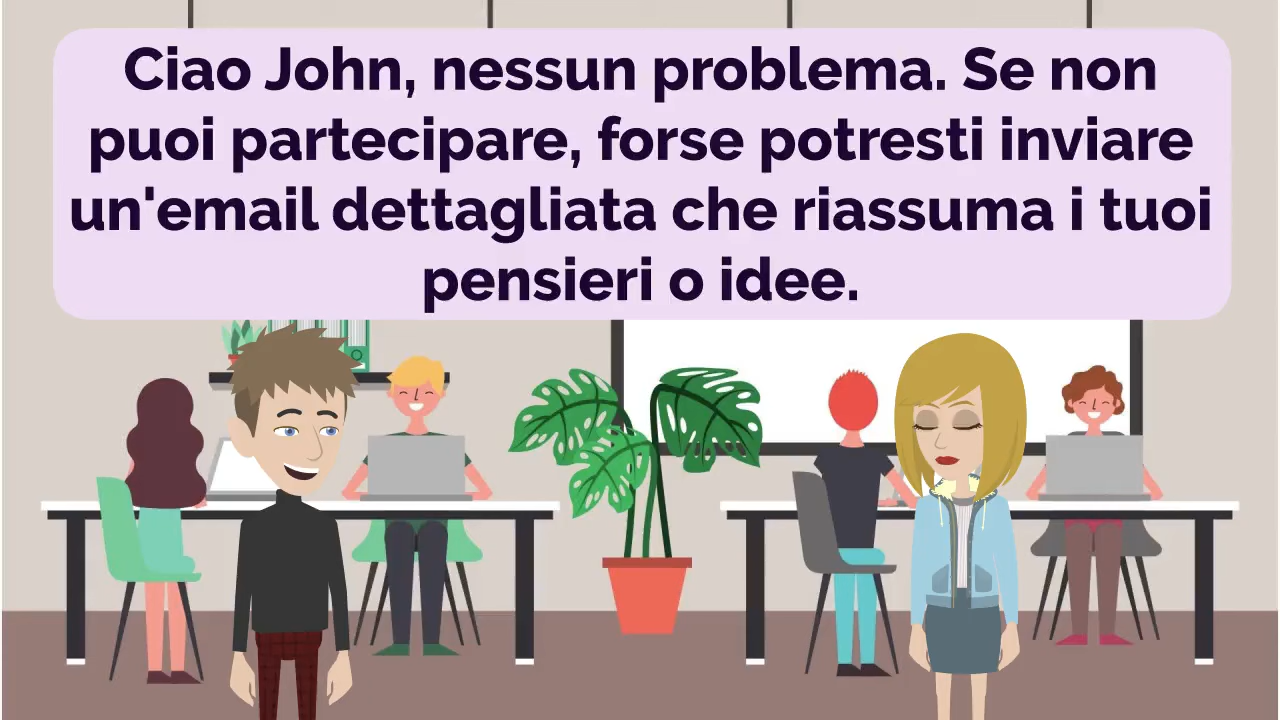 Ciao John, nessun problema. Se non
puoi partecipare, forse potresti inviare
un'email dettagliata che riassuma i tuoi
pensieri o idee.